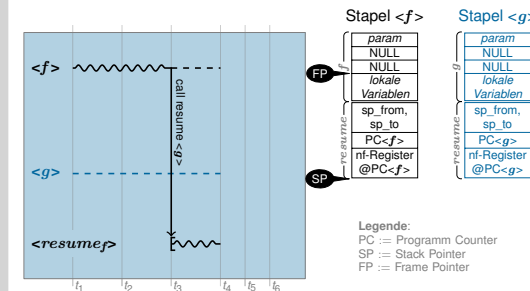 Stapel <f>
Stapel <g>
<f>
call resume <g>
<g>
<resume_f>
t1 t2 t3 t4 t5 t6
FP
SP
f
resume
param
NULL
NULL
lokale
Variablen
sp_from,
sp_to
PC<f>
nf-Register
@PC<f>
g
resume
param
NULL
NULL
lokale
Variablen
sp_from,
sp_to
PC<g>
nf-Register
@PC<g>
Legende:
PC := Programm Counter
SP := Stack Pointer
FP := Frame Pointer